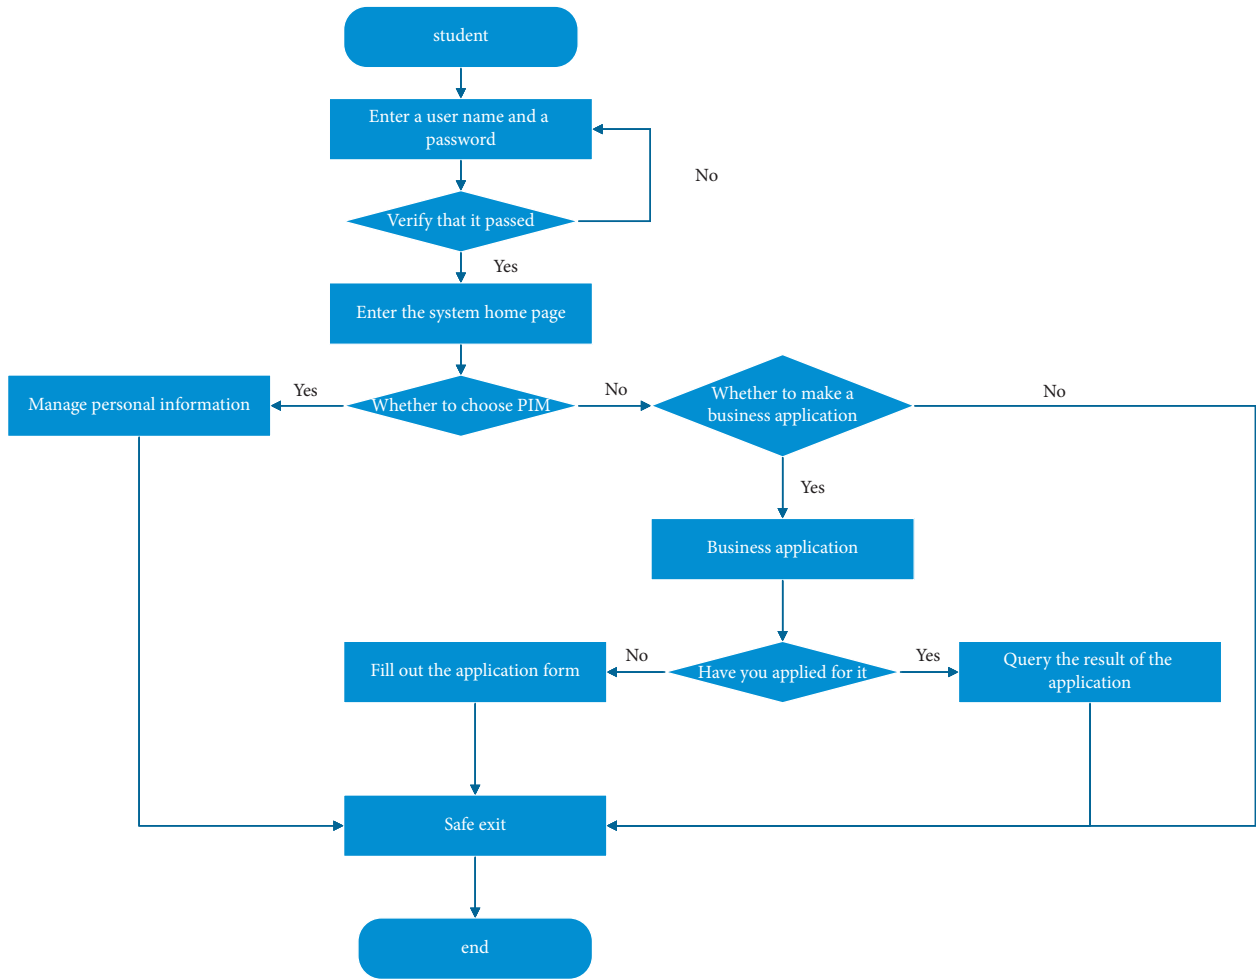 student
Enter a user name and a
password
No
Verify that it passed
Yes
Enter the system home page
Manage personal information
Yes
Whether to choose PIM
No
Whether to make a
business application
No
Yes
Business application
Fill out the application form
No
Have you applied for it
Yes
Query the result of the
application
Safe exit
end